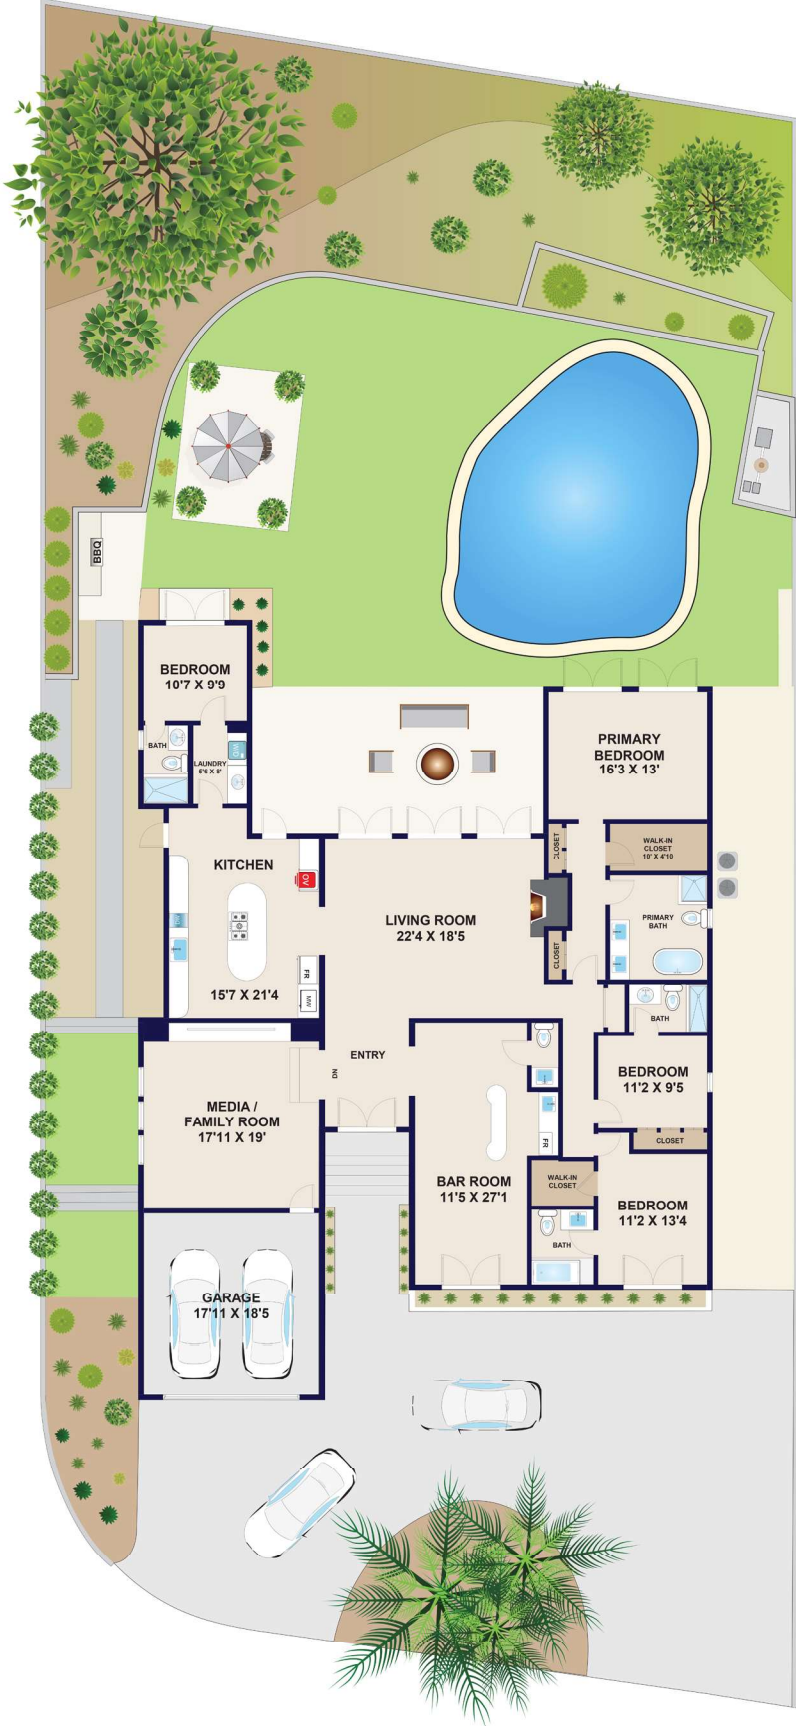 BBQ
BEDROOM
10'7 X 9'9
BATH
LAUNDRY
W/D
PRIMARY
BEDROOM
16'3 X 13'
CLOSET
WALK-IN
CLOSET
10' X 4'10
KITCHEN
OV
LIVING ROOM
22'4 X 18'5
PRIMARY
BATH
CLOSET
15'7 X 21'4
FR
MW
BATH
ENTRY
DN
BEDROOM
11'2 X 9'5
MEDIA /
FAMILY ROOM
17'11 X 19'
FR
CLOSET
BAR ROOM
11'5 X 27'1
WALK-IN
CLOSET
BEDROOM
11'2 X 13'4
BATH
GARAGE
17'11 X 18'5